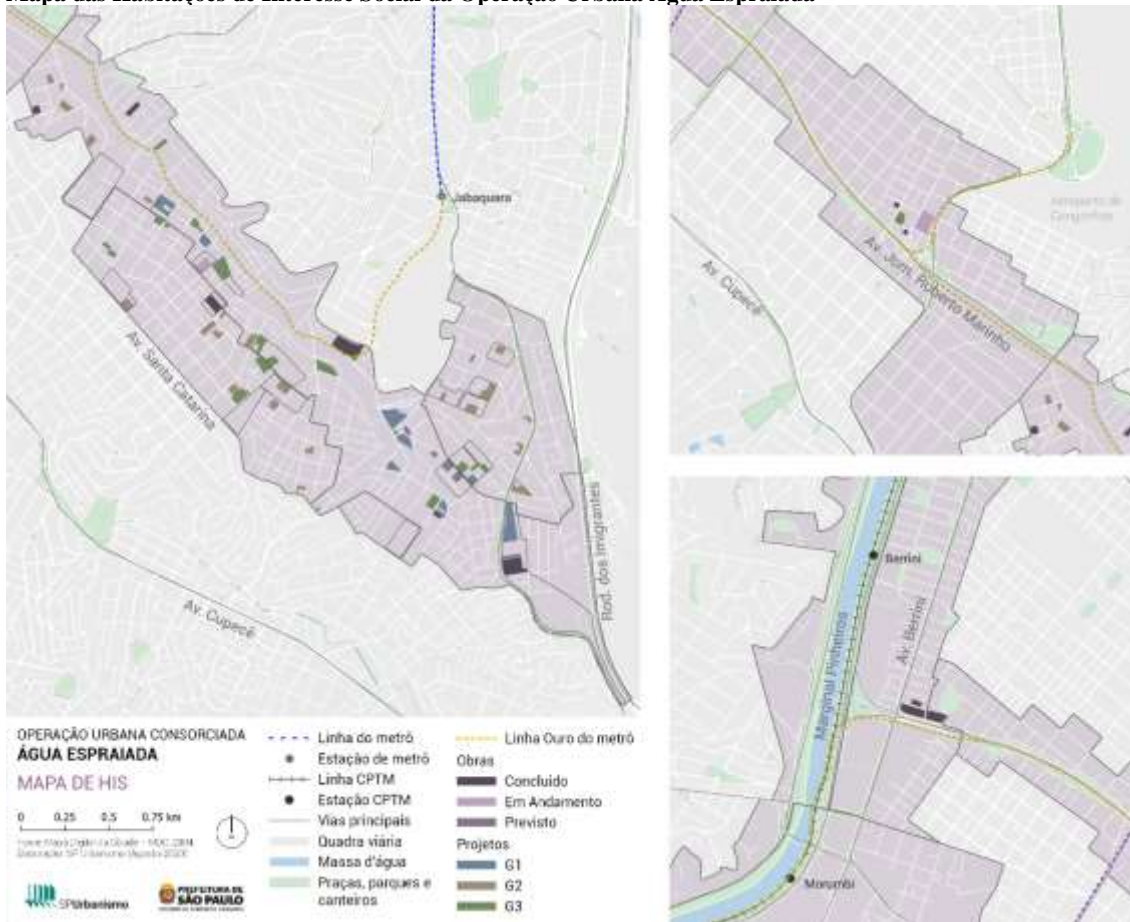 Mapa das Habitações de Interesse Social da Operação Urbana Água Espraiada
Jabaquara
Av. Santa Catarina
Av. Cupecê
Rod. dos Imigrantes
Aeroporto de
Congonhas
Av. Jorn. Roberto Marinho
Av. Cupecê
Berrini
Av. Berrini
Marginal Pinheiros
Morumbi
OPERAÇÃO URBANA CONSORCIADA
ÁGUA ESPRAIADA
MAPA DE HIS
0 0.25 0.5 0.75 km
SPUrbanismo
PREFEITURA DE
SÃO PAULO
Linha do metrô
Estação de metrô
Linha CPTM
Estação CPTM
Vias principais
Quadra viária
Massa d'água
Praças, parques e
canteiros
Linha Ouro do metrô
Obras
Concluído
Em Andamento
Previsto
Projetos
G1
G2
G3